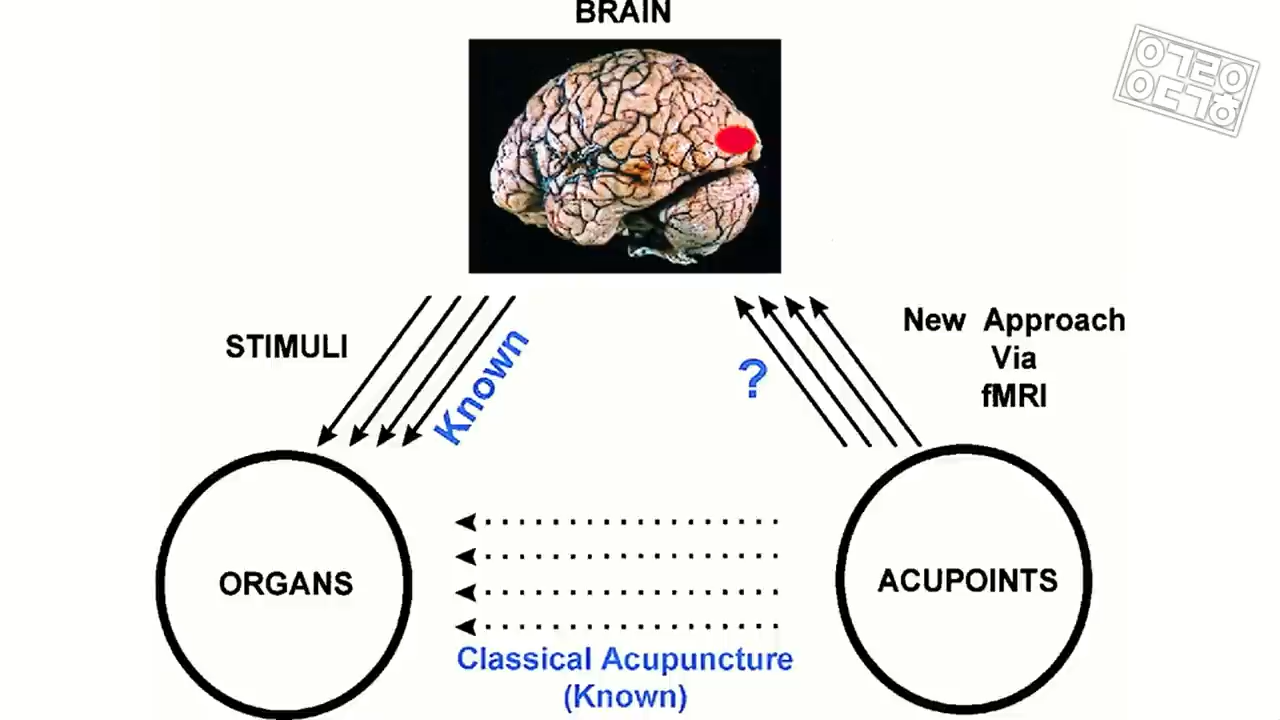 BRAIN
STIMULI
Known
?
New Approach
Via
fMRI
ORGANS
ACUPOINTS
Classical Acupuncture
(Known)